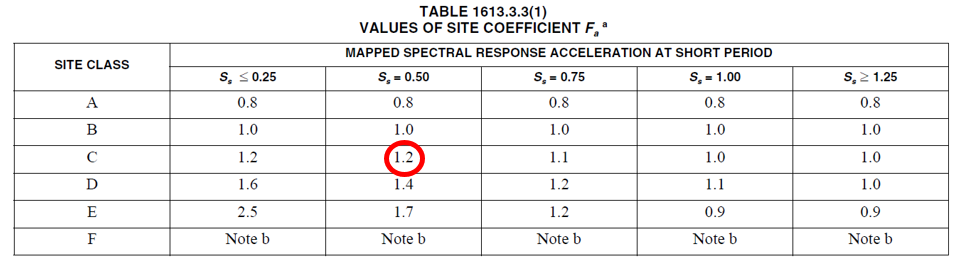 TABLE 1613.3.3(1)
VALUES OF SITE COEFFICIENT Fa a
SITE CLASS
MAPPED SPECTRAL RESPONSE ACCELERATION AT SHORT PERIOD
Ss ≤ 0.25 Ss = 0.50 Ss = 0.75 Ss = 1.00 Ss ≥ 1.25
A 0.8 0.8 0.8 0.8 0.8
B 1.0 1.0 1.0 1.0 1.0
C 1.2 1.2 1.1 1.0 1.0
D 1.6 1.4 1.2 1.1 1.0
E 2.5 1.7 1.2 0.9 0.9
F Note b Note b Note b Note b Note b